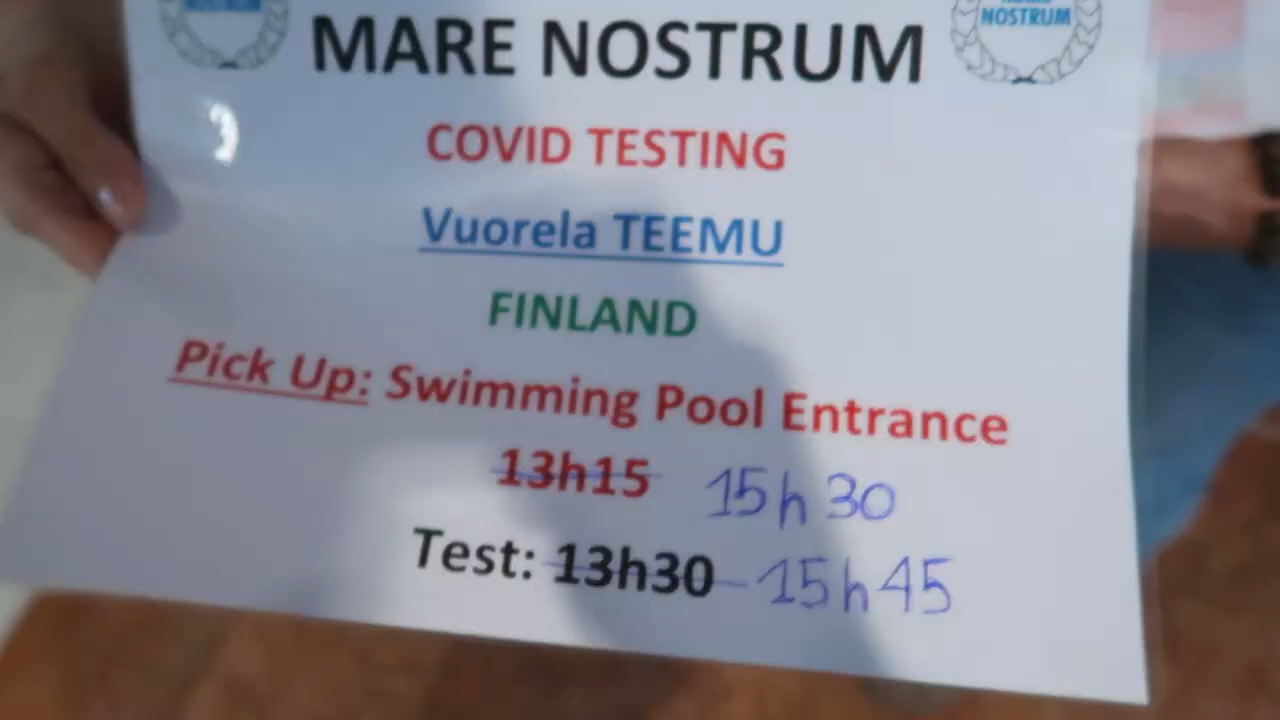 NOSTRUM
MARE NOSTRUM
COVID TESTING
Vuorela TEEMU
FINLAND
Pick Up: Swimming Pool Entrance
13h15 15h30
Test: 13h30 15h45